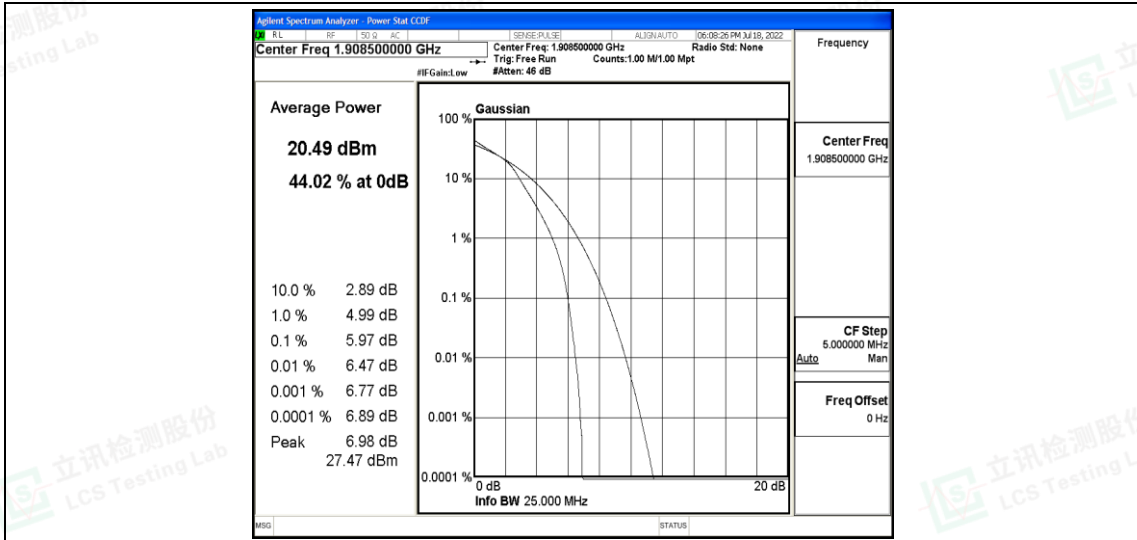 Agilent Spectrum Analyzer - Power Stat CCDF
RL RF 50 Ω AC SENSE:PULSE ALIGNAUTO 06:08:26 PM Jul 18, 2022
Center Freq 1.908500000 GHz
Center Freq: 1.908500000 GHz Radio Std: None
Trig: Free Run Counts:1.00 M/1.00 Mpt
#IFGain:Low #Atten: 46 dB
Frequency
Average Power
20.49 dBm
44.02 % at 0dB
10.0 % 2.89 dB
1.0 % 4.99 dB
0.1 % 5.97 dB
0.01 % 6.47 dB
0.001 % 6.77 dB
0.0001 % 6.89 dB
Peak 6.98 dB
27.47 dBm
Gaussian
100 %
10 %
1 %
0.1 %
0.01 %
0.001 %
0.0001 %
0 dB 20 dB
Info BW 25.000 MHz
Center Freq
1.908500000 GHz
CF Step
5.000000 MHz
Auto Man
Freq Offset
0 Hz
MSG STATUS
立讯检测股份
LCS Testing Lab
立讯检测股份
LCS Testing L